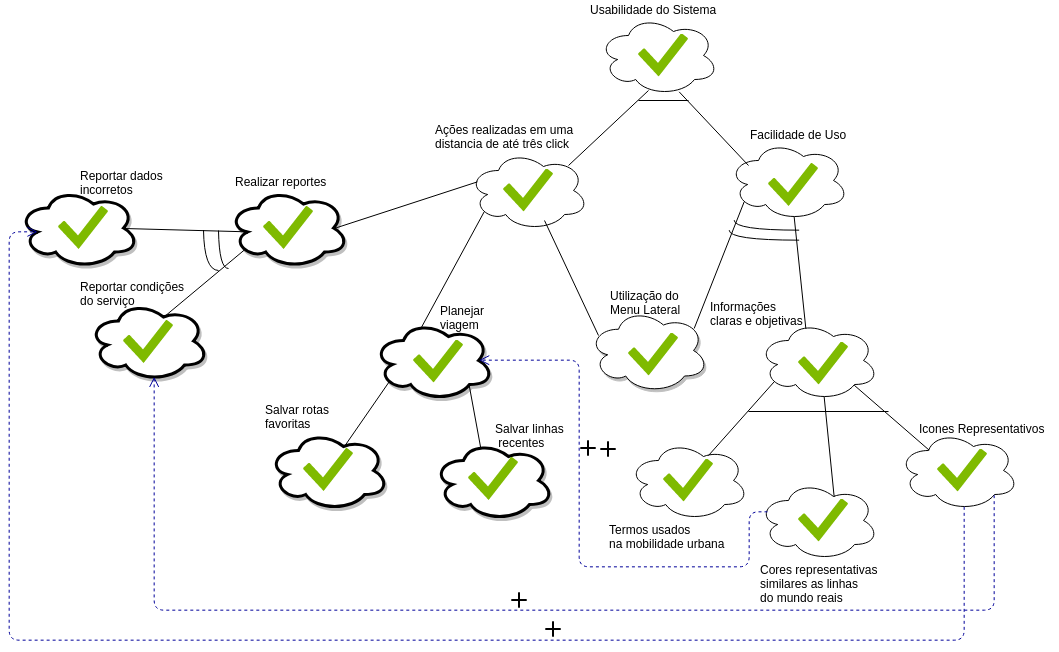 Usabilidade do Sistema
Ações realizadas em uma
distancia de até três click
Facilidade de Uso
Reportar dados
incorretos
Realizar reportes
Reportar condições
do serviço
Planejar
viagem
Utilização do
Menu Lateral
Informações
claras e objetivas
Salvar rotas
favoritas
Salvar linhas
recentes
Icones Representativos
++
Termos usados
na mobilidade urbana
Cores representativas
similares as linhas
do mundo reais
+
+